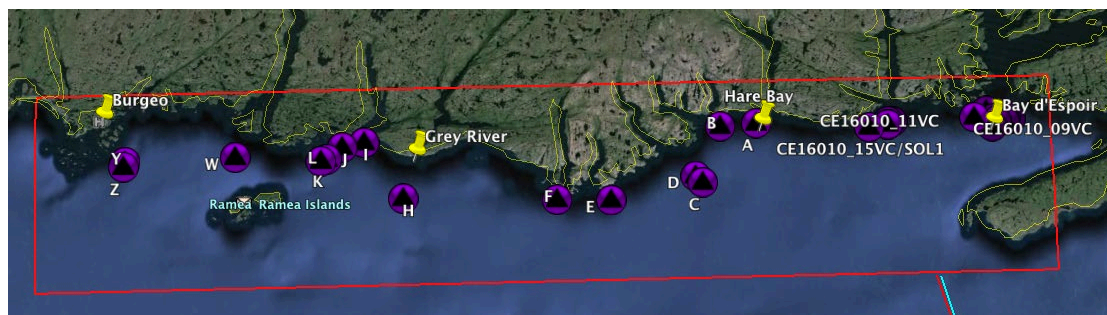 Burgeo
H
Hare Bay
Bay d'Espoir
CE16010_11VC
CE16010_09VC
B
A
CE16010_15VC/SOL1
Grey River
Y
Z
W
L
J
I
K
D
C
Ramea
Ramea Islands
H
F
E